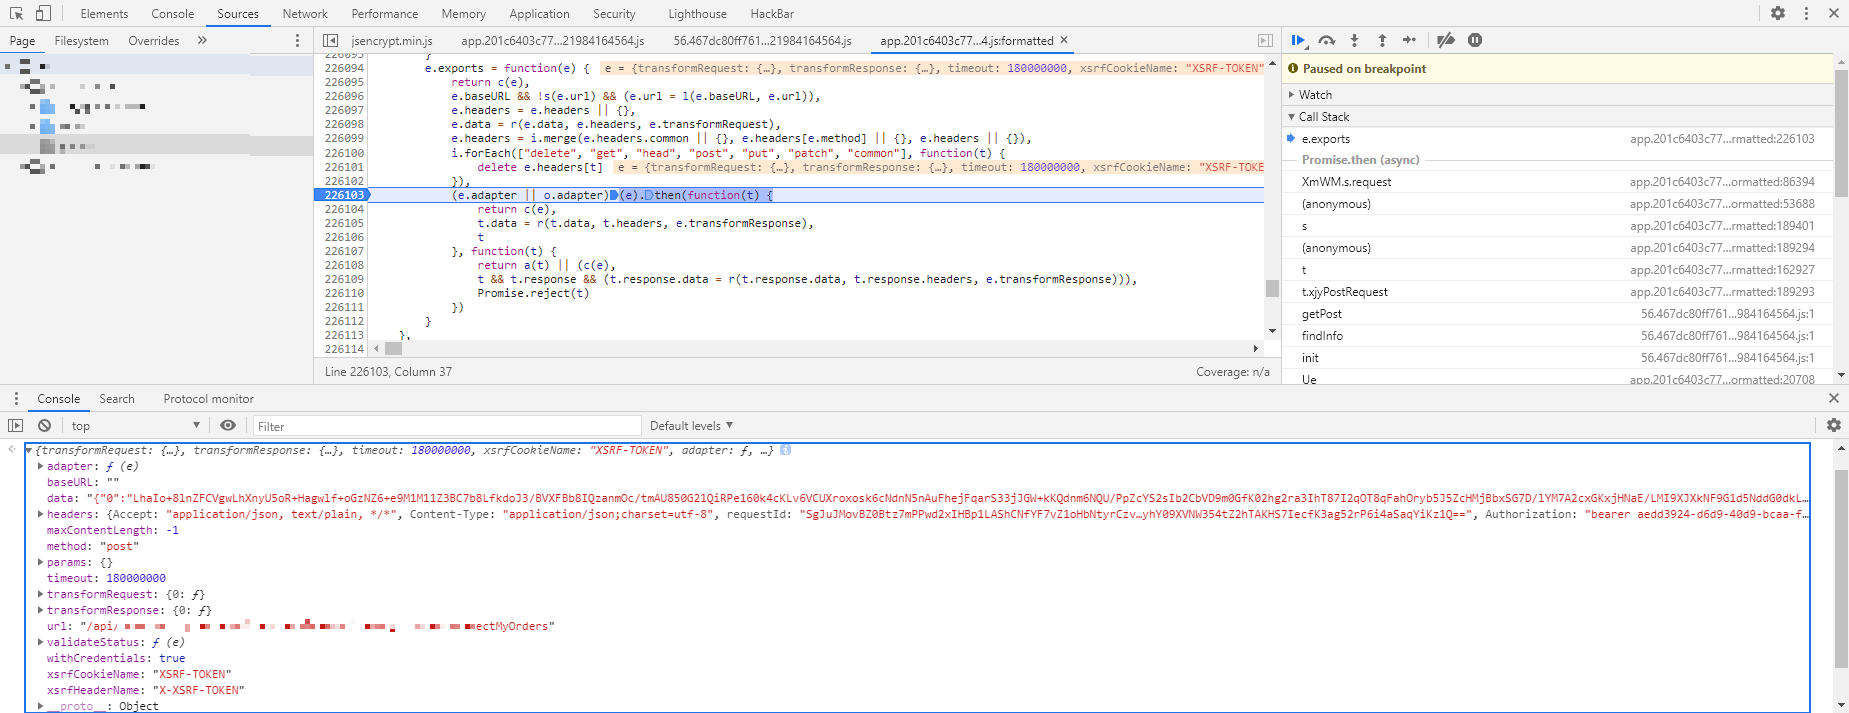 Elements Console Sources Network Performance Memory Application Security Lighthouse HackBar
Page Filesystem Overrides »
jsencrypt.min.js app.201c6403c77...21984164564.js 56.467dc80ff761...21984164564.js app.201c6403c77...4.js:formatted ×
226093 }
226094 e.exports = function(e) { e = {transformRequest: {…}, transformResponse: {…}, timeout: 180000000, xsrfCookieName: "XSRF-TOKEN"
226095 return c(e),
226096 e.baseURL && !s(e.url) && (e.url = l(e.baseURL, e.url)),
226097 e.headers = e.headers || {},
226098 e.data = r(e.data, e.headers, e.transformRequest),
226099 e.headers = i.merge(e.headers.common || {}, e.headers[e.method] || {}, e.headers || {}),
226100 i.forEach(["delete", "get", "head", "post", "put", "patch", "common"], function(t) {
226101 delete e.headers[t] e = {transformRequest: {…}, transformResponse: {…}, timeout: 180000000, xsrfCookieName: "XSRF-TOKE
226102 }),
226103 (e.adapter || o.adapter)(e).then(function(t) {
226104 return c(e),
226105 t.data = r(t.data, t.headers, e.transformResponse),
226106 t
226107 }, function(t) {
226108 return a(t) || (c(e),
226109 t && t.response && (t.response.data = r(t.response.data, t.response.headers, e.transformResponse))),
226110 Promise.reject(t)
226111 })
226112 }
226113 },
226114
Line 226103, Column 37 Coverage: n/a
Paused on breakpoint
Watch
Call Stack
e.exports app.201c6403c77...rmatted:226103
Promise.then (async)
XmWM.s.request app.201c6403c77...ormatted:86394
(anonymous) app.201c6403c77...ormatted:53688
s app.201c6403c77...rmatted:189401
(anonymous) app.201c6403c77...rmatted:189294
t app.201c6403c77...rmatted:162927
t.xjyPostRequest app.201c6403c77...rmatted:189293
getPost 56.467dc80ff761...984164564.js:1
findInfo 56.467dc80ff761...984164564.js:1
init 56.467dc80ff761...984164564.js:1
Ue app.201c6403c77...ormatted:20708
Console Search Protocol monitor
top Filter Default levels
{transformRequest: {…}, transformResponse: {…}, timeout: 180000000, xsrfCookieName: "XSRF-TOKEN", adapter: ƒ, …}
adapter: ƒ (e)
baseURL: ""
data: "{"0":"LhaIo+8lnZFCVgwLhXnyU5oR+Hagwlf+oGzNZ6+e9M1M11Z3BC7b8LfkdoJ3/BVXFBb8IQzanmOc/tmAU850G21QiRPel60k4cKLv6VCUXroxosk6cNdnN5nAuFhejFqarS33jJGW+kKQdnm6NQU/PpZcYS2sIb2CbVD9m0GfK02hg2ra3IhT87I2qOT8qFahOryb5J5ZcHMjBbxSG7D/lYM7A2cxGKxjHNaE/LMI9XJXkNF9G1d5NddG0dkL…
headers: {Accept: "application/json, text/plain, */*", Content-Type: "application/json;charset=utf-8", requestId: "SgJuJMovBZ0Btz7mPPwd2xIHBp1LAShCNfYF7vZ1oHbNtyrCzv…yhY09XVNW354tZ2hTAKHS7IecfK3ag52rP6i4aSaqYiKz1Q==", Authorization: "bearer aedd3924-d6d9-40d9-bcaa-f…
maxContentLength: -1
method: "post"
params: {}
timeout: 180000000
transformRequest: {0: ƒ}
transformResponse: {0: ƒ}
url: "/api/ ectMyOrders"
validateStatus: ƒ (e)
withCredentials: true
xsrfCookieName: "XSRF-TOKEN"
xsrfHeaderName: "X-XSRF-TOKEN"
__proto__: Object